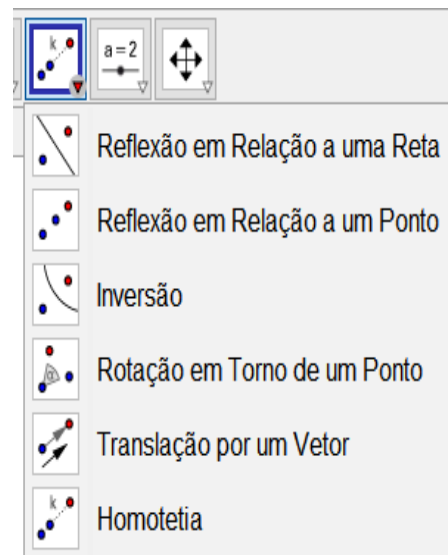 k
a = 2
Reflexão em Relação a uma Reta
Reflexão em Relação a um Ponto
Inversão
α
Rotação em Torno de um Ponto
Translação por um Vetor
k
Homotetia